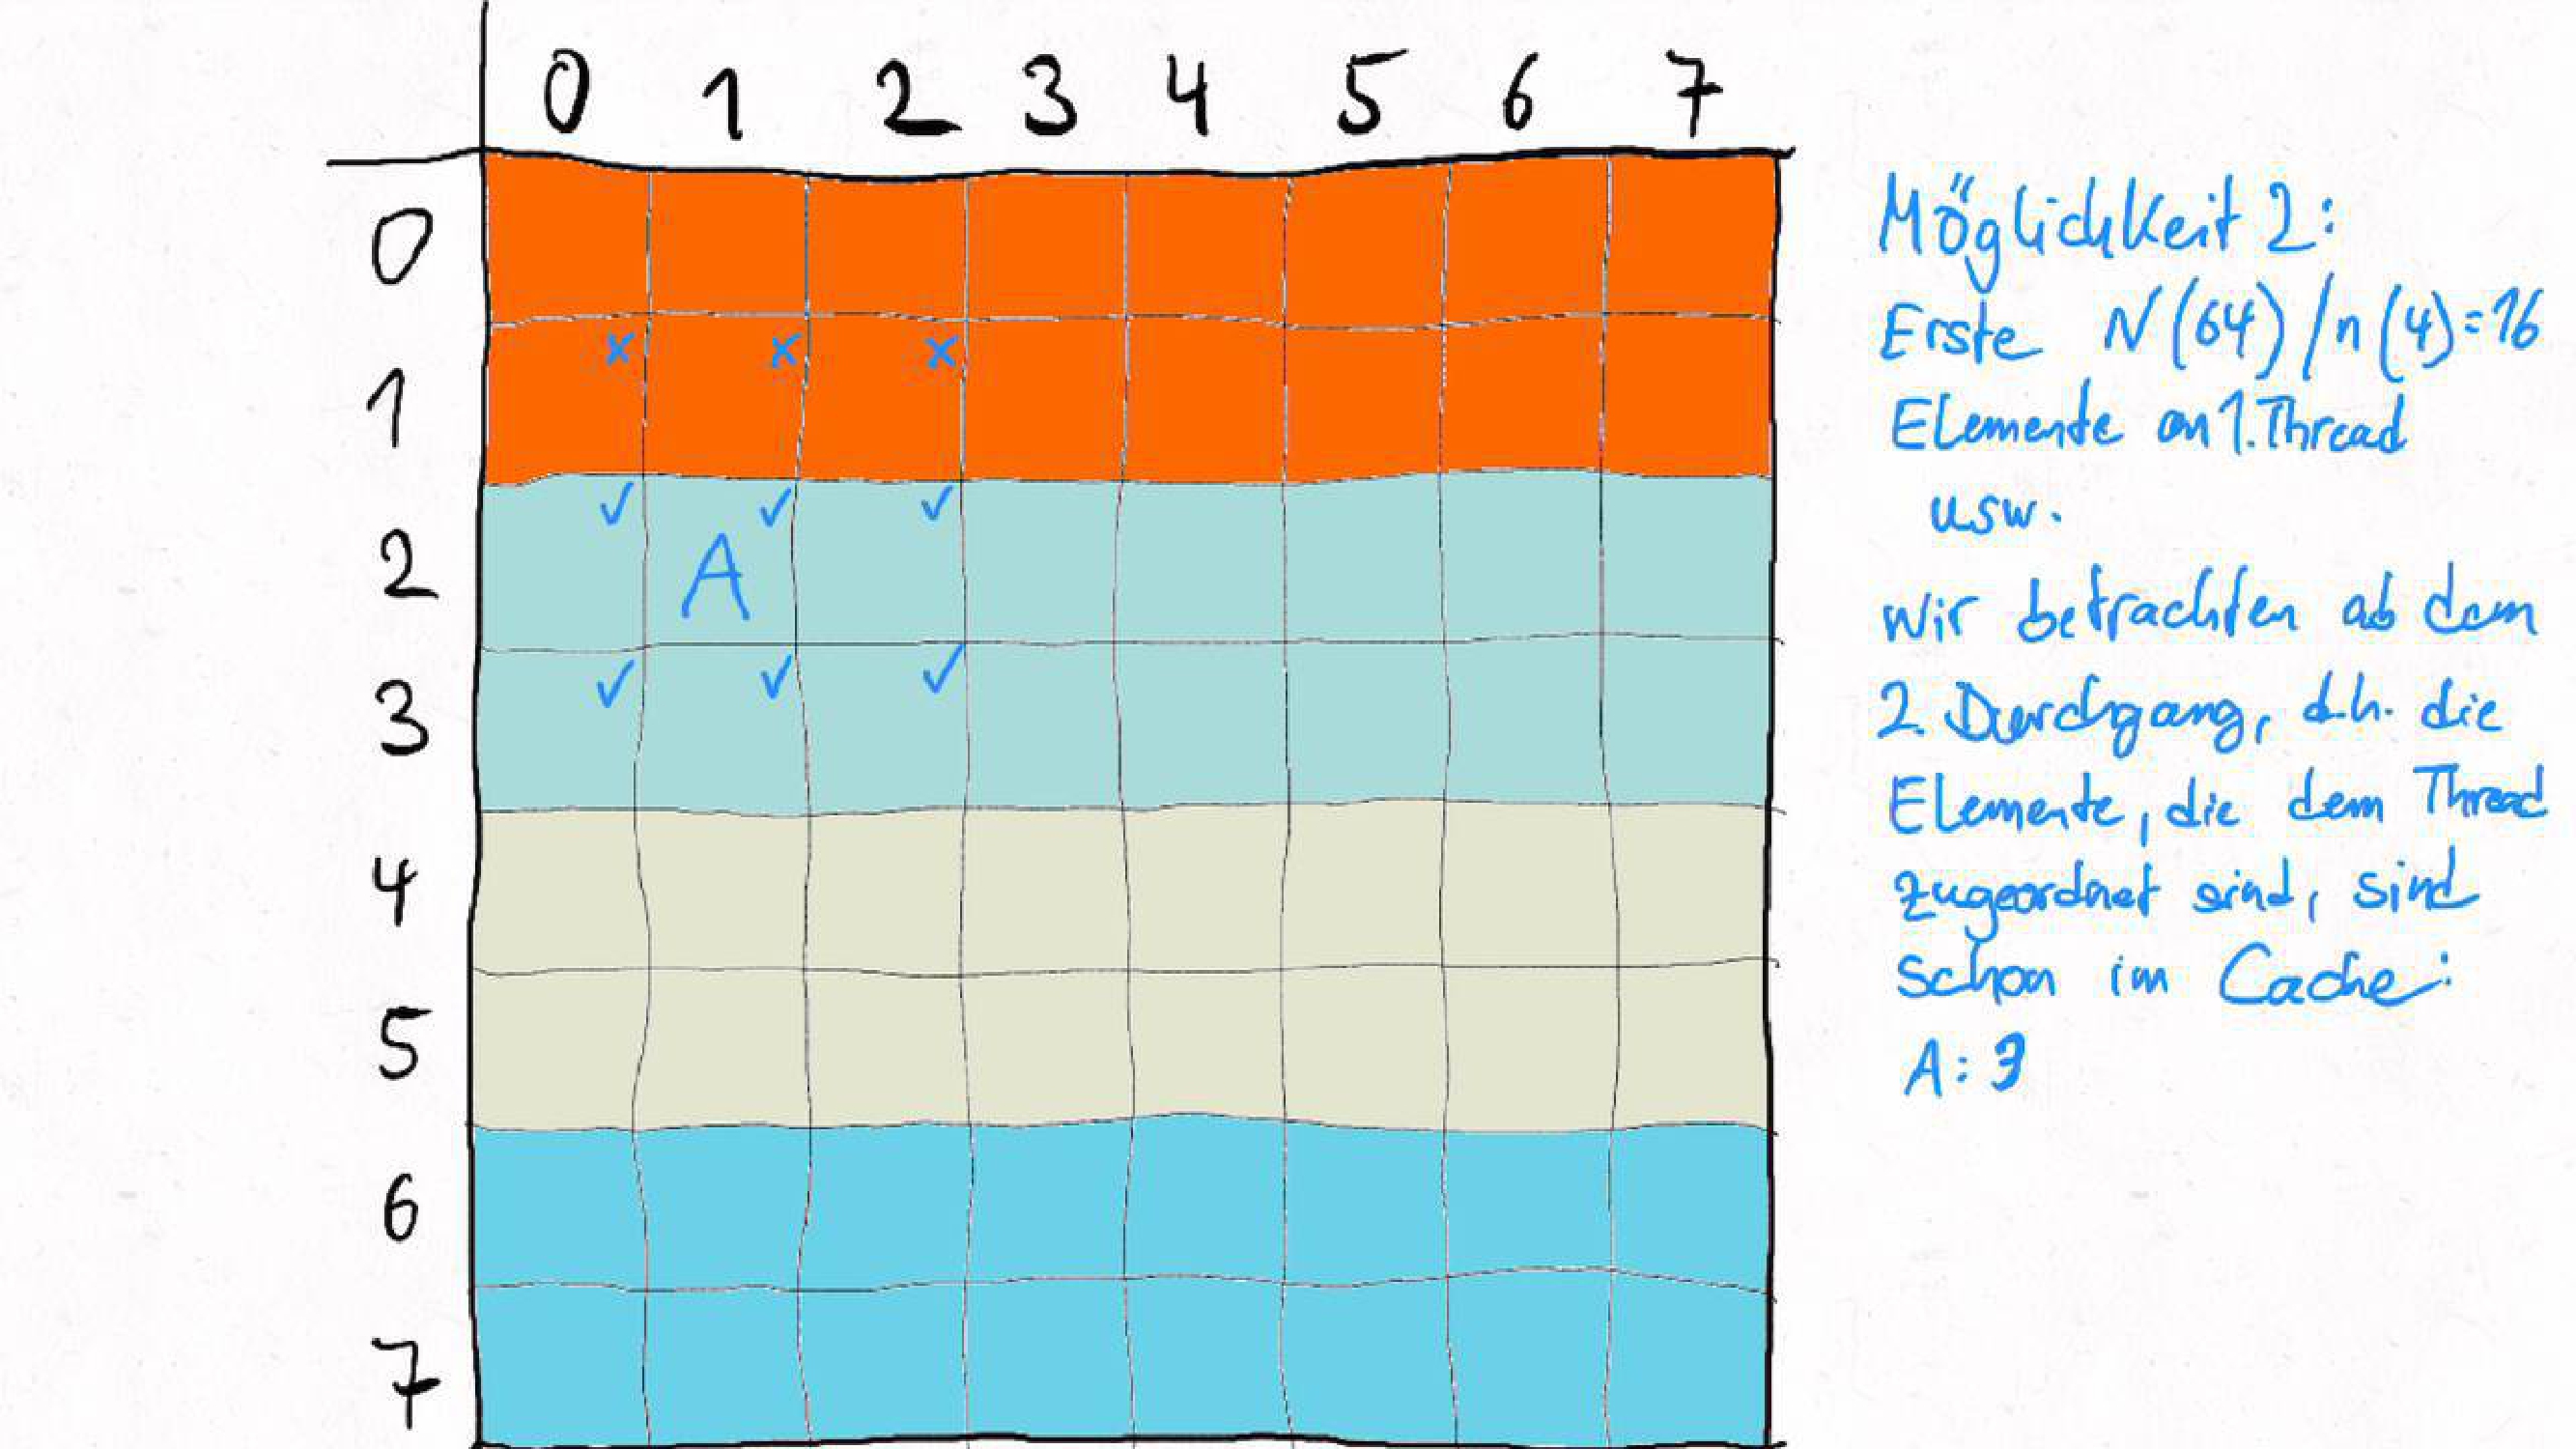 0 1 2 3 4 5 6 7
0
1
2
3
4
5
6
7
x x x
✓ ✓ ✓
A
✓ ✓ ✓
Möglichkeit 2:
Erste N(64)/n(4)=16
Elemente an 1. Thread
usw.
Wir betrachten ab dem
2. Durchgang, d.h. die
Elemente, die dem Thread
zugeordnet sind, sind
schon im Cache:
A: 3